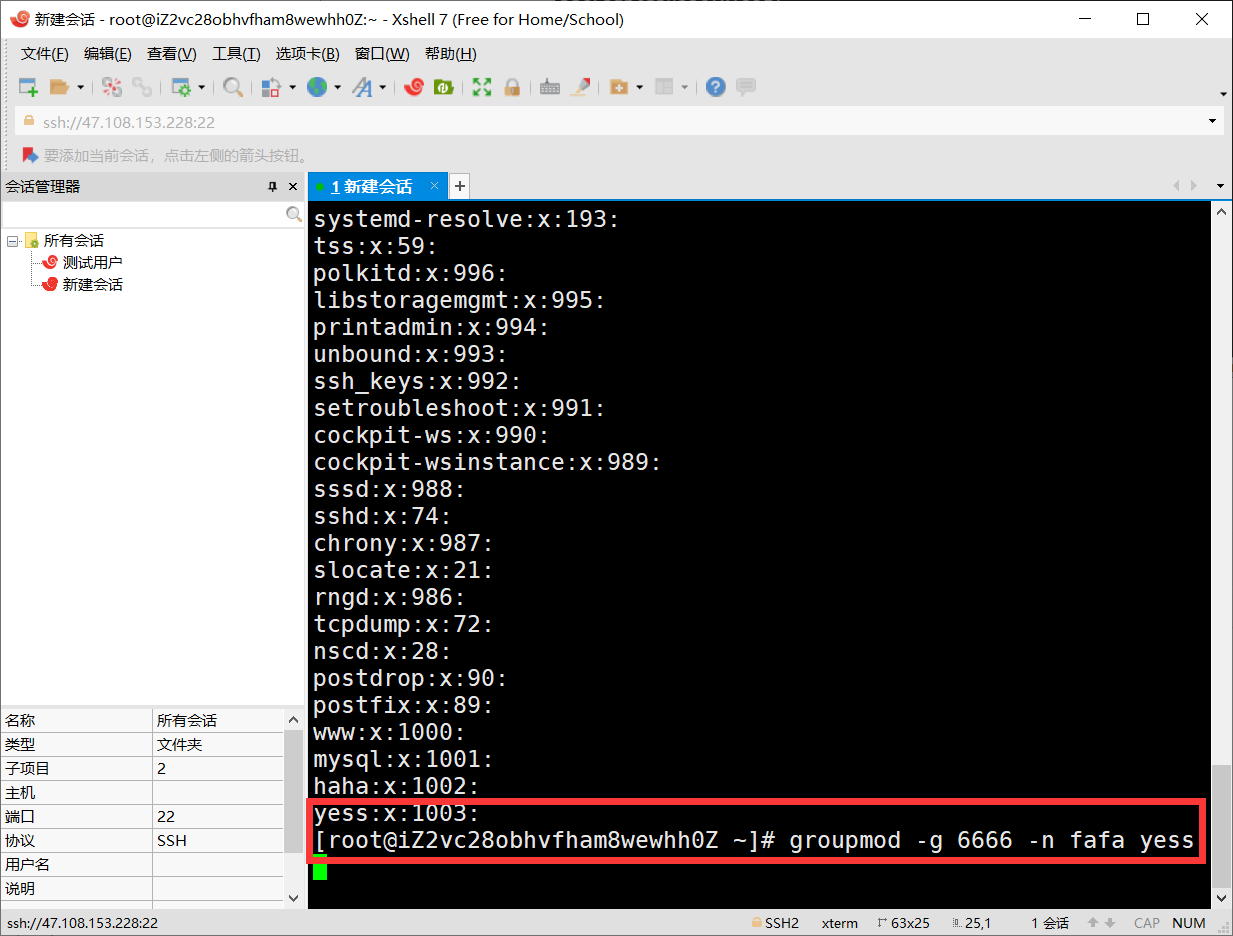 新建会话 - root@iZ2vc28obhvfham8wewhh0Z:~ - Xshell 7 (Free for Home/School)
文件(F) 编辑(E) 查看(V) 工具(T) 选项卡(B) 窗口(W) 帮助(H)
ssh://47.108.153.228:22
要添加当前会话，点击左侧的箭头按钮。
会话管理器
所有会话
测试用户
新建会话
名称 所有会话
类型 文件夹
子项目 2
主机
端口 22
协议 SSH
用户名
说明
1 新建会话
systemd-resolve:x:193:
tss:x:59:
polkitd:x:996:
libstoragemgmt:x:995:
printadmin:x:994:
unbound:x:993:
ssh_keys:x:992:
setroubleshoot:x:991:
cockpit-ws:x:990:
cockpit-wsinstance:x:989:
sssd:x:988:
sshd:x:74:
chrony:x:987:
slocate:x:21:
rngd:x:986:
tcpdump:x:72:
nscd:x:28:
postdrop:x:90:
postfix:x:89:
www:x:1000:
mysql:x:1001:
haha:x:1002:
yess:x:1003:
[root@iZ2vc28obhvfham8wewhh0Z ~]# groupmod -g 6666 -n fafa yess
ssh://47.108.153.228:22 SSH2 xterm 63x25 25,1 1 会话 CAP NUM